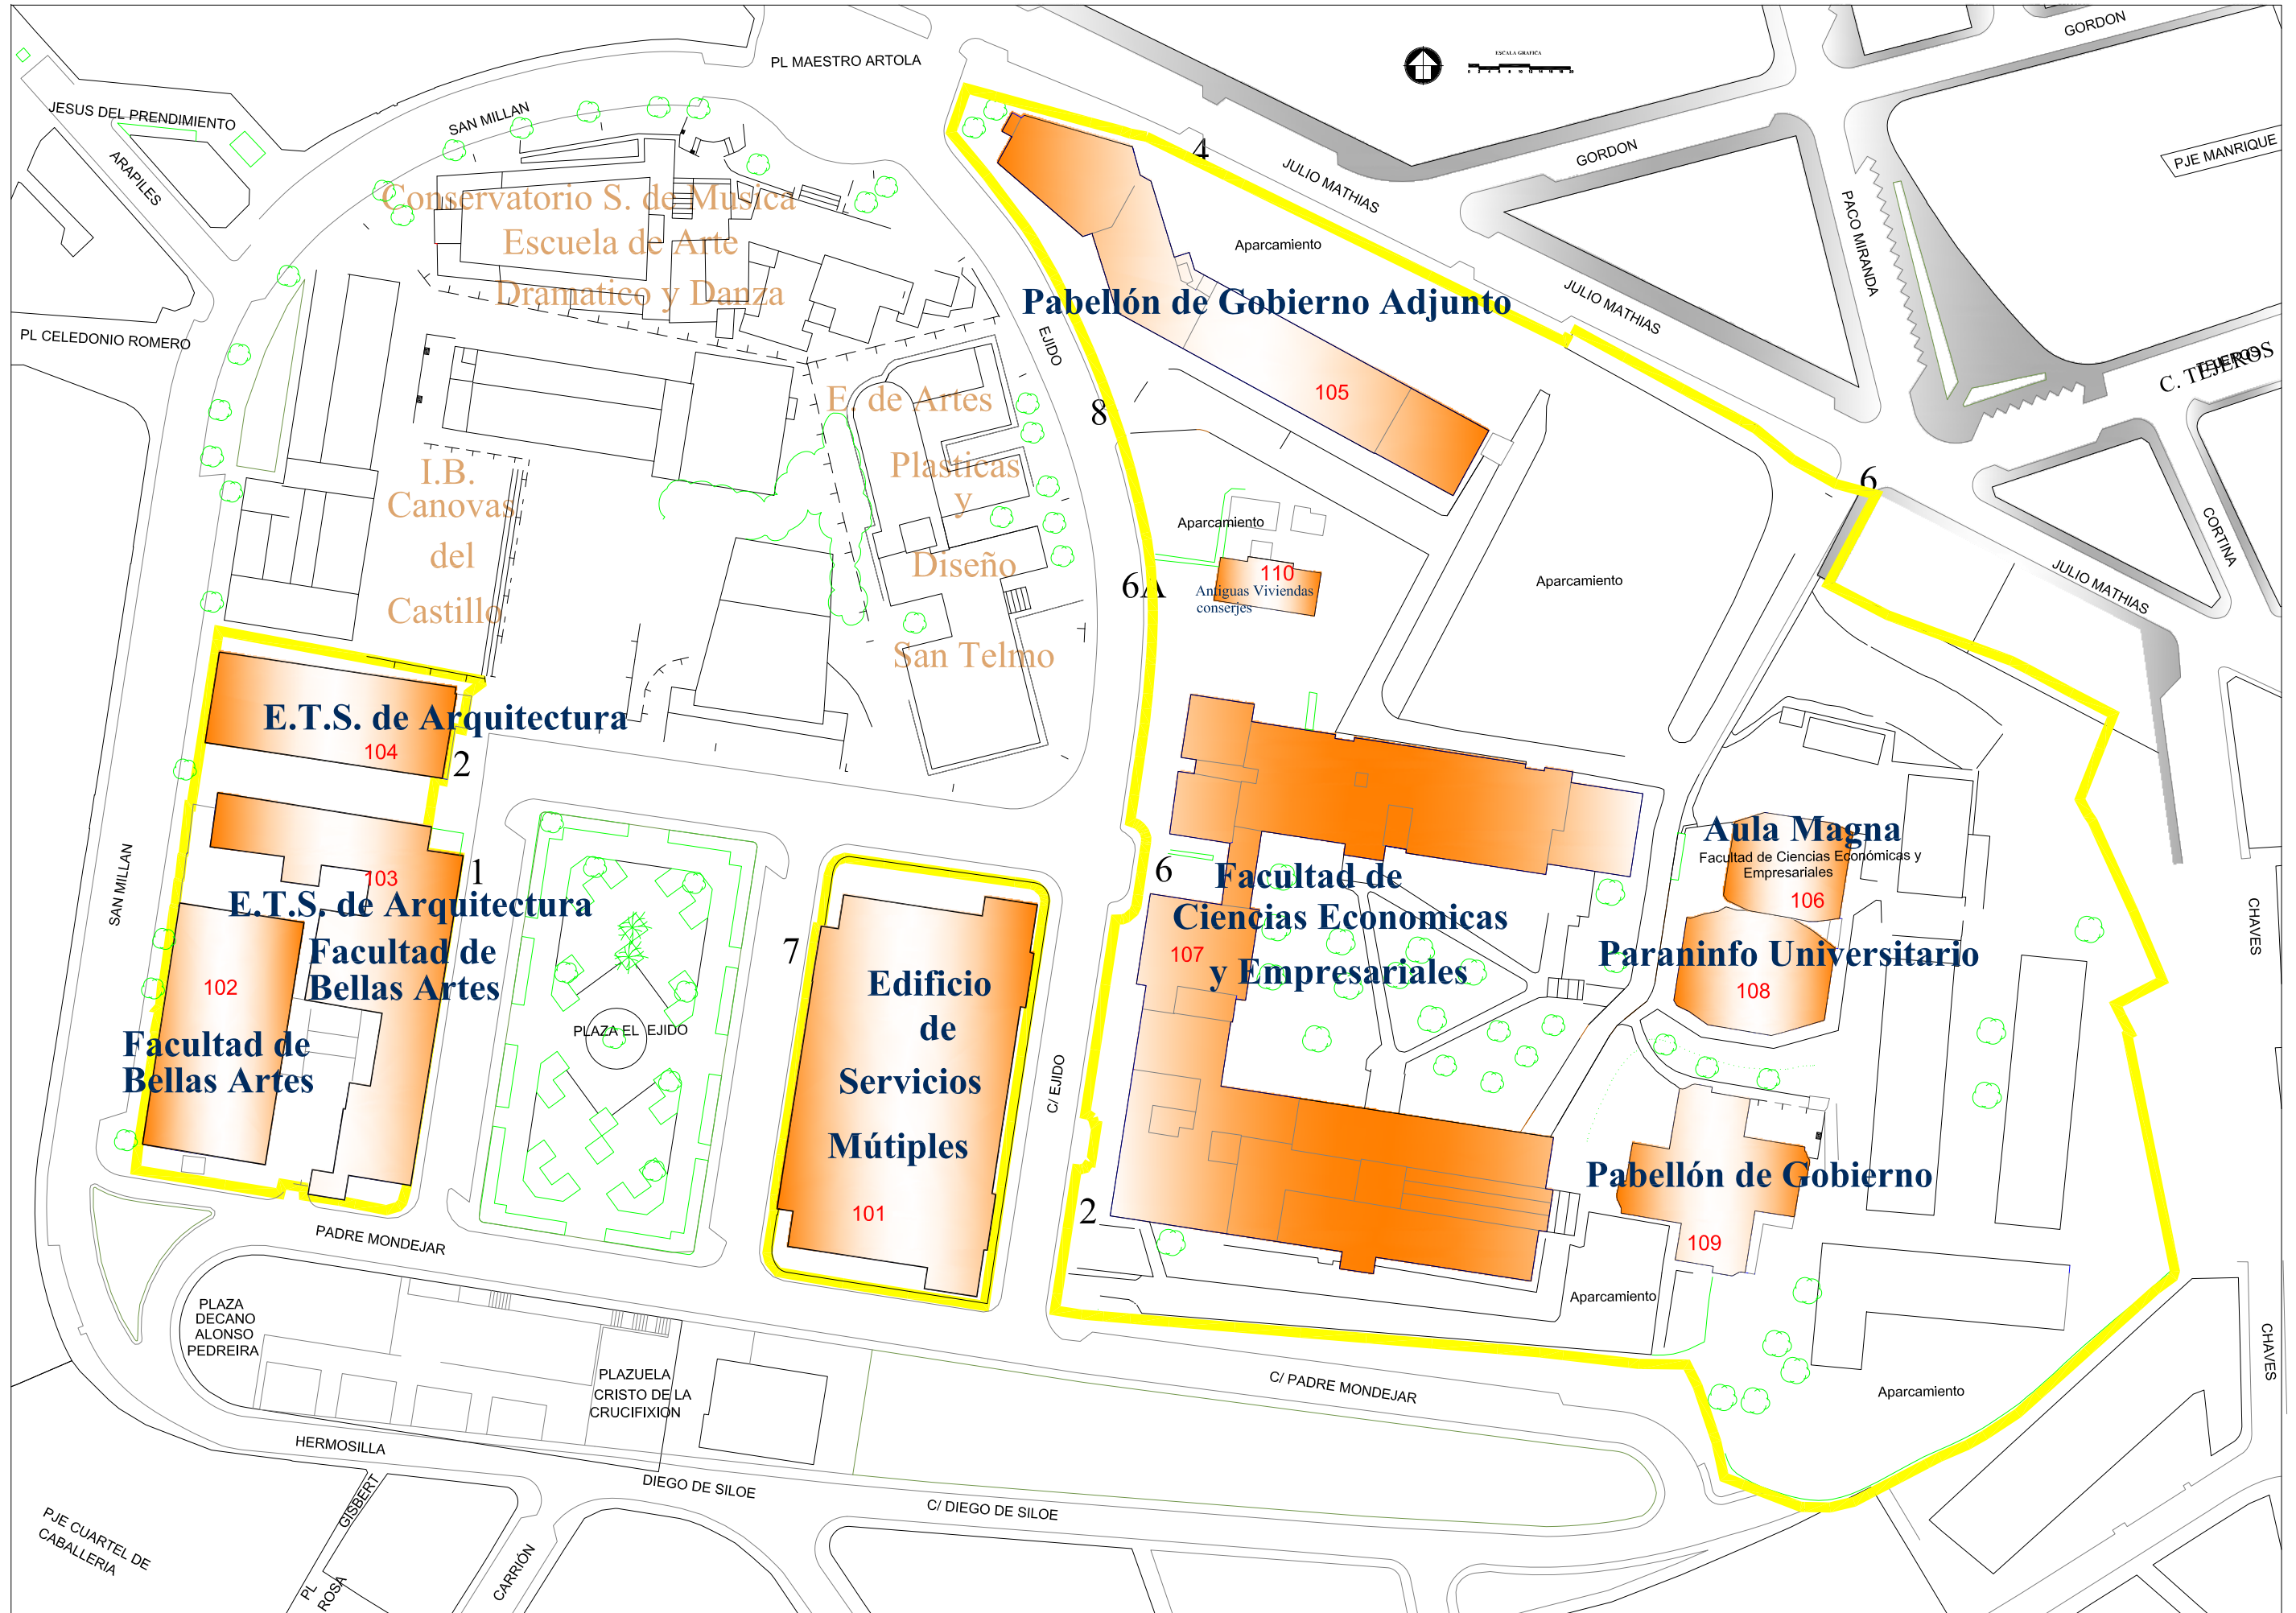 PL MAESTRO ARTOLA
ESCALA GRAFICA
GORDON
JESUS DEL PRENDIMIENTO
ARAPILES
SAN MILLAN
4
JULIO MATHIAS
GORDON
PJE MANRIQUE
PACO MIRANDA
Conservatorio S. de Musica
Escuela de Arte
Dramatico y Danza
Aparcamiento
Pabellón de Gobierno Adjunto
JULIO MATHIAS
PL CELEDONIO ROMERO
EJIDO
C. TEJEROS
TEJEROS
105
8
E. de Artes
Plasticas
y
Diseño
San Telmo
I.B.
Canovas
del
Castillo
6
CORTINA
Aparcamiento
110
Antiguas Viviendas
conserjes
6A
Aparcamiento
JULIO MATHIAS
E.T.S. de Arquitectura
104
2
Aula Magna
Facultad de Ciencias Económicas y
Empresariales
106
SAN MILLAN
103
1
E.T.S. de Arquitectura
Facultad de
Bellas Artes
102
Facultad de
Bellas Artes
7
PLAZA EL EJIDO
Edificio
de
Servicios
Mútiples
101
C/ EJIDO
6
Facultad de
Ciencias Economicas
y Empresariales
107
Paraninfo Universitario
108
CHAVES
Pabellón de Gobierno
109
2
PADRE MONDEJAR
PLAZA
DECANO
ALONSO
PEDREIRA
Aparcamiento
PLAZUELA
CRISTO DE LA
CRUCIFIXION
C/ PADRE MONDEJAR
Aparcamiento
CHAVES
HERMOSILLA
DIEGO DE SILOE
C/ DIEGO DE SILOE
GISBERT
PJE CUARTEL DE
CABALLERIA
PL
ROSA
CARRIÓN